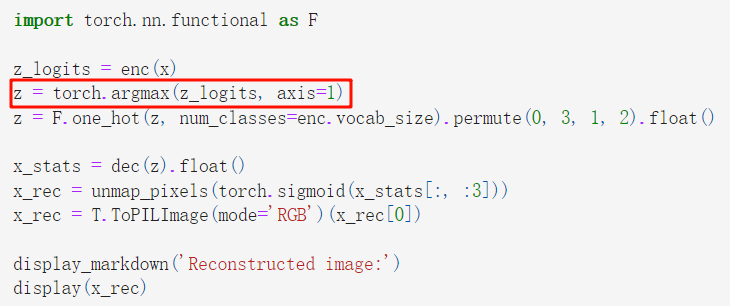 import torch.nn.functional as F
z_logits = enc(x)
z = torch.argmax(z_logits, axis=1)
z = F.one_hot(z, num_classes=enc.vocab_size).permute(0, 3, 1, 2).float()
x_stats = dec(z).float()
x_rec = unmap_pixels(torch.sigmoid(x_stats[:, :3]))
x_rec = T.ToPILImage(mode='RGB')(x_rec[0])
display_markdown('Reconstructed image:')
display(x_rec)